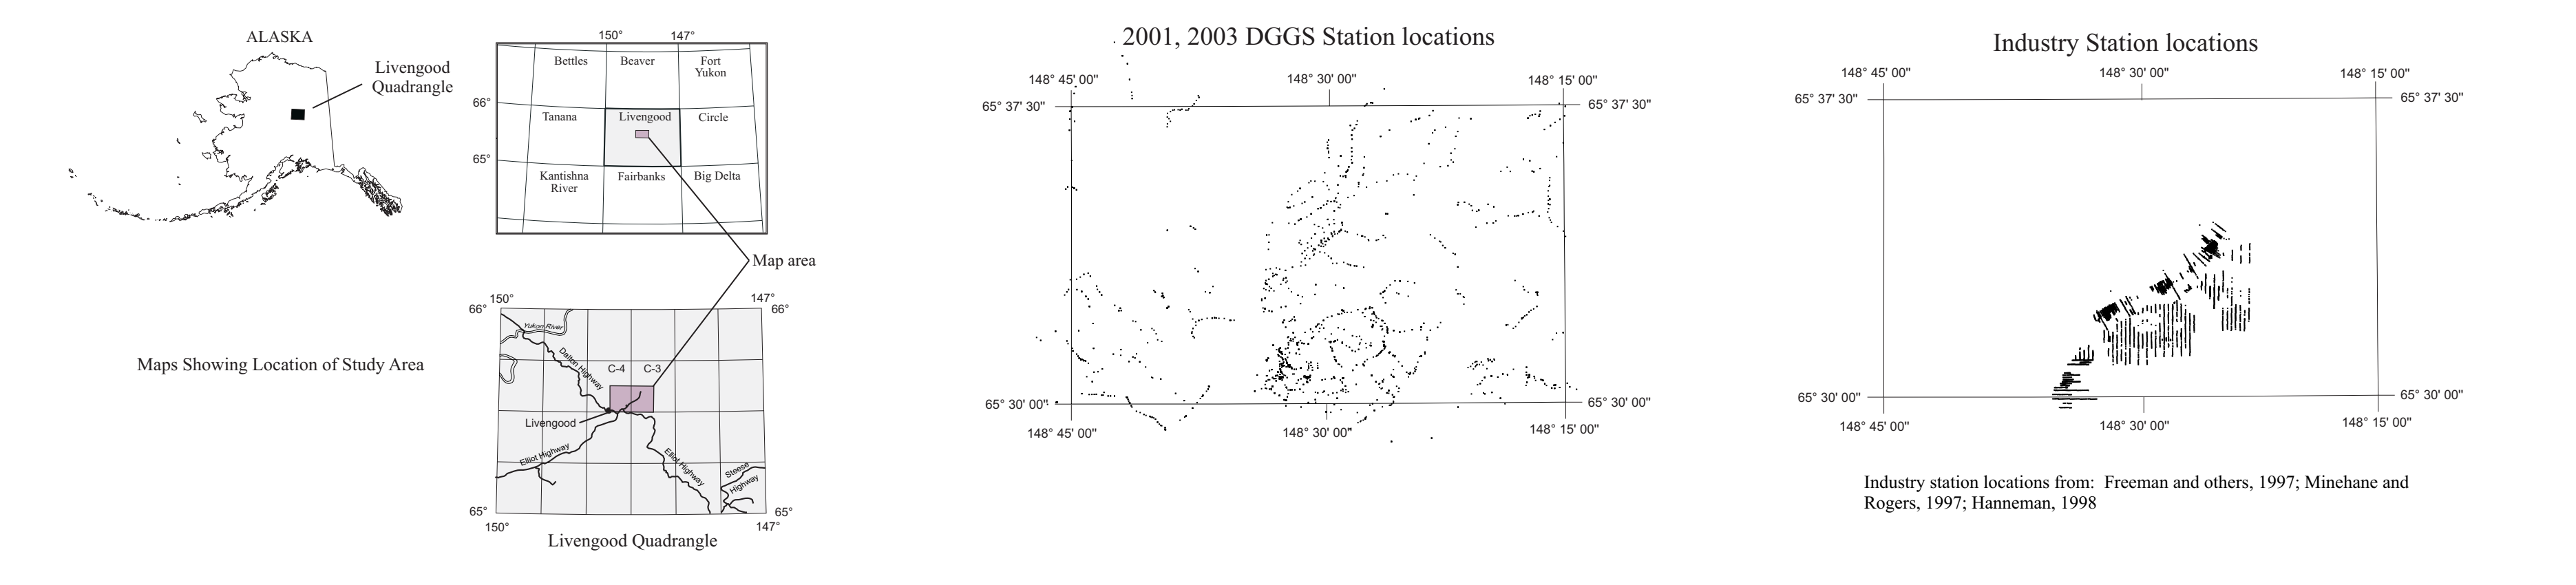 ALASKA
Livengood
Quadrangle
150°
147°
Bettles
Beaver
Fort
Yukon
66°
Tanana
Livengood
Circle
65°
Kantishna
River
Fairbanks
Big Delta
Map area
150°
147°
66°
66°
Yukon River
Dalton Highway
C-4
C-3
Livengood
Elliot Highway
Elliot Highway
Steese
Highway
65°
65°
150°
147°
Livengood Quadrangle
Maps Showing Location of Study Area
2001, 2003 DGGS Station locations
148° 45' 00"
148° 30' 00"
148° 15' 00"
65° 37' 30"
65° 37' 30"
65° 30' 00"
65° 30' 00"
148° 45' 00"
148° 30' 00"
148° 15' 00"
Industry Station locations
148° 45' 00"
148° 30' 00"
148° 15' 00"
65° 37' 30"
65° 37' 30"
65° 30' 00"
65° 30' 00"
148° 45' 00"
148° 30' 00"
148° 15' 00"
Industry station locations from:  Freeman and others, 1997; Minehane and
Rogers, 1997; Hanneman, 1998